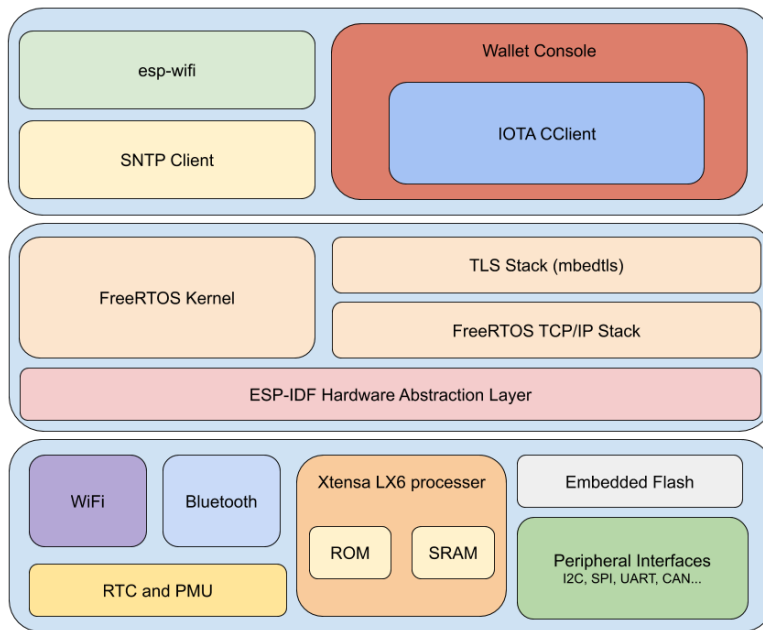 esp-wifi
Wallet Console
IOTA CClient
SNTP Client
FreeRTOS Kernel
TLS Stack (mbedtls)
FreeRTOS TCP/IP Stack
ESP-IDF Hardware Abstraction Layer
WiFi
Bluetooth
Xtensa LX6 processer
ROM
SRAM
Embedded Flash
RTC and PMU
Peripheral Interfaces
I2C, SPI, UART, CAN...